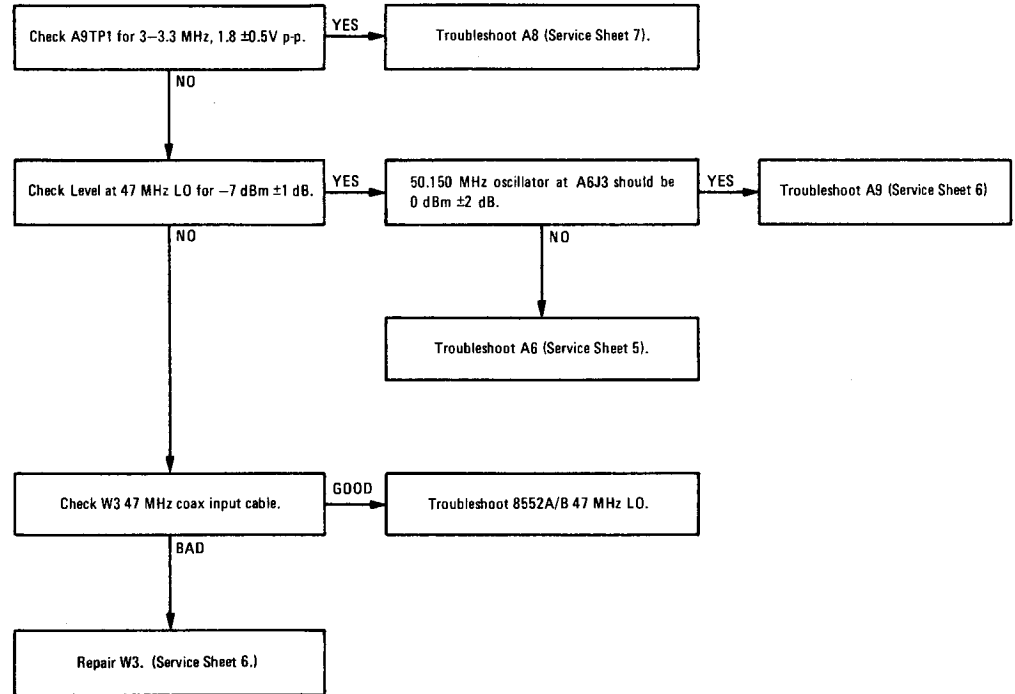 Check A9TP1 for 3–3.3 MHz, 1.8 ±0.5V p-p.
YES
Troubleshoot A8 (Service Sheet 7).
NO
Check Level at 47 MHz LO for –7 dBm ±1 dB.
YES
50.150 MHz oscillator at A6J3 should be
0 dBm ±2 dB.
YES
Troubleshoot A9 (Service Sheet 6)
NO
NO
Troubleshoot A6 (Service Sheet 5).
Check W3 47 MHz coax input cable.
GOOD
Troubleshoot 8552A/B 47 MHz LO.
BAD
Repair W3. (Service Sheet 6.)